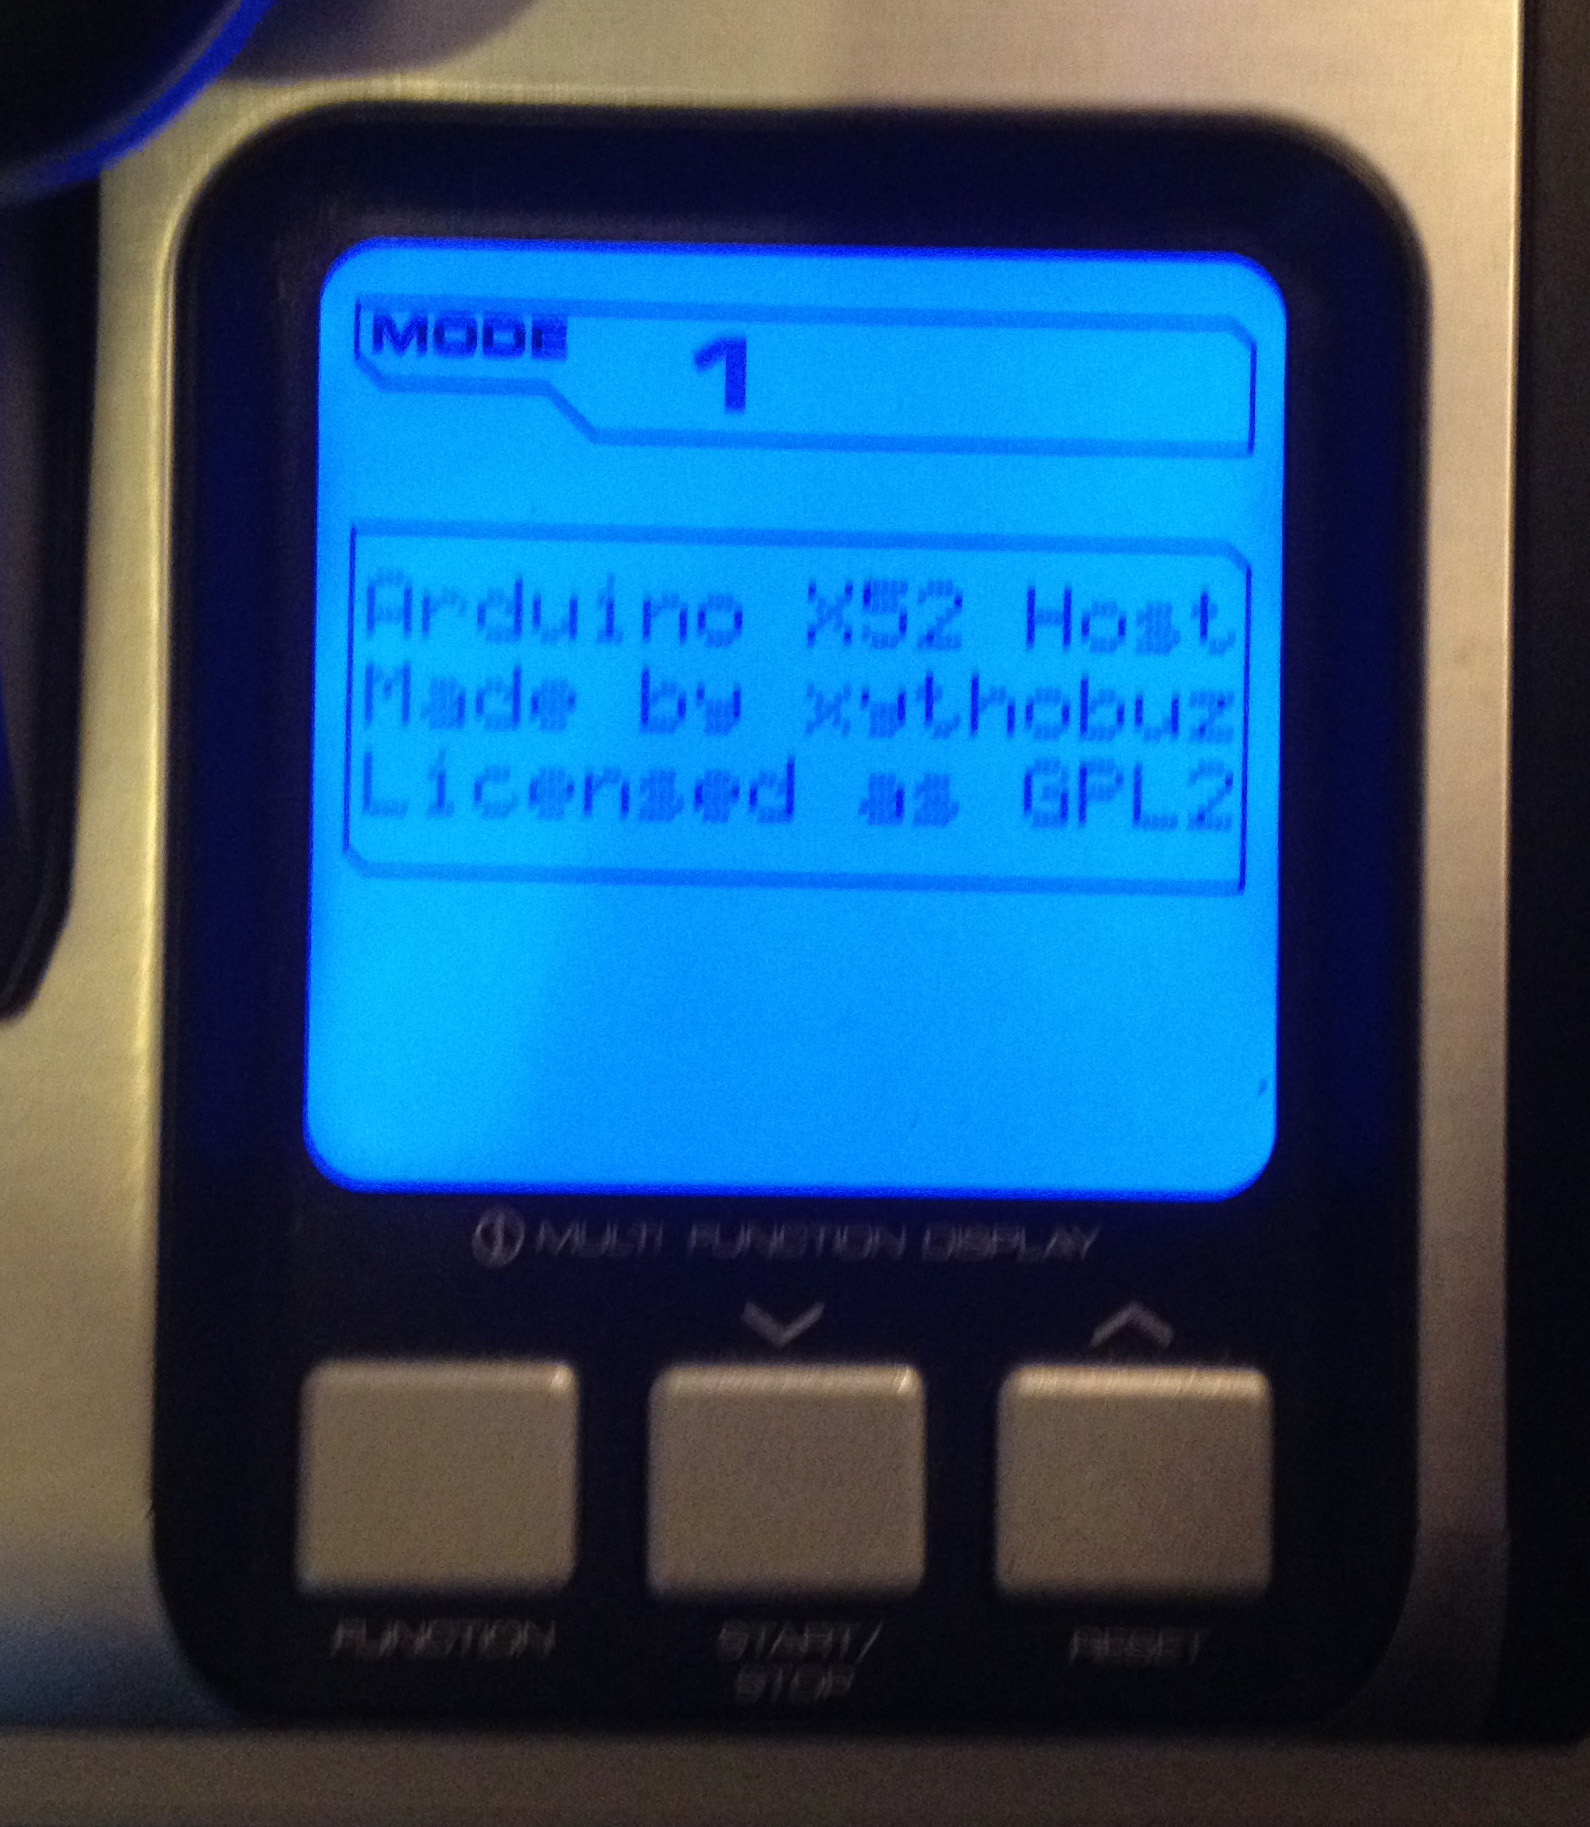 MODE 1
Arduino X52 Host
Made by xythobuz
Licensed as GPL2
MULTI FUNCTION DISPLAY
FUNCTION
START/
STOP
RESET